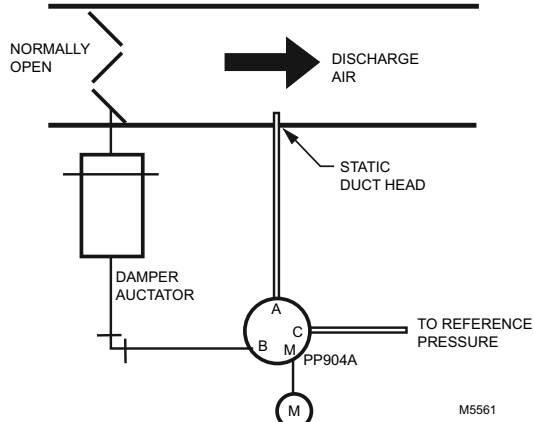 NORMALLY
OPEN
DISCHARGE
AIR
STATIC
DUCT HEAD
DAMPER
AUCTATOR
A
C
B
M
PP904A
TO REFERENCE
PRESSURE
M
M5561